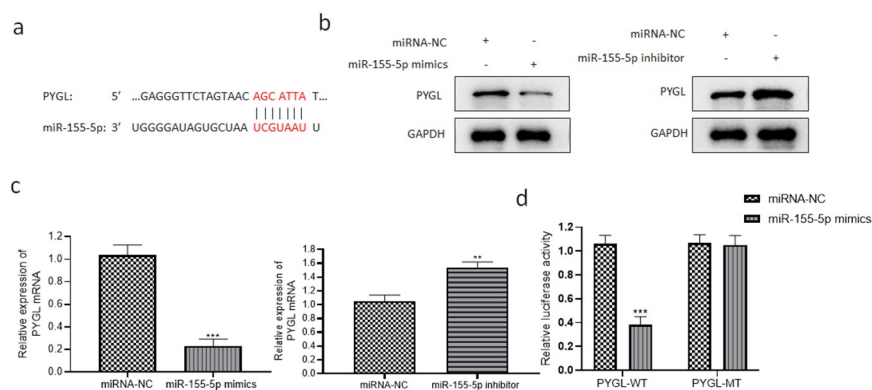 a
PYGL: 5’ ...GAGGGTTCTAGTAAC AGC ATTA T...
miR-155-5p: 3’ UGGGGAUAGUGCUAA UCGUAAU U
b
miRNA-NC + -
miR-155-5p mimics - +
PYGL
GAPDH
miRNA-NC + -
miR-155-5p inhibitor - +
PYGL
GAPDH
c
Relative expression of
PYGL mRNA
1.2
1.0
0.8
0.6
0.4
0.2
0.0
***
miRNA-NC miR-155-5p mimics
Relative expression of
PYGL mRNA
1.8
1.6
1.4
1.2
1.0
0.8
0.6
0.4
0.2
0.0
**
miRNA-NC miR-155-5p inhibitor
d
miRNA-NC
miR-155-5p mimics
Relative luciferase activity
1.2
1.0
0.8
0.6
0.4
0.2
0.0
***
PYGL-WT PYGL-MT